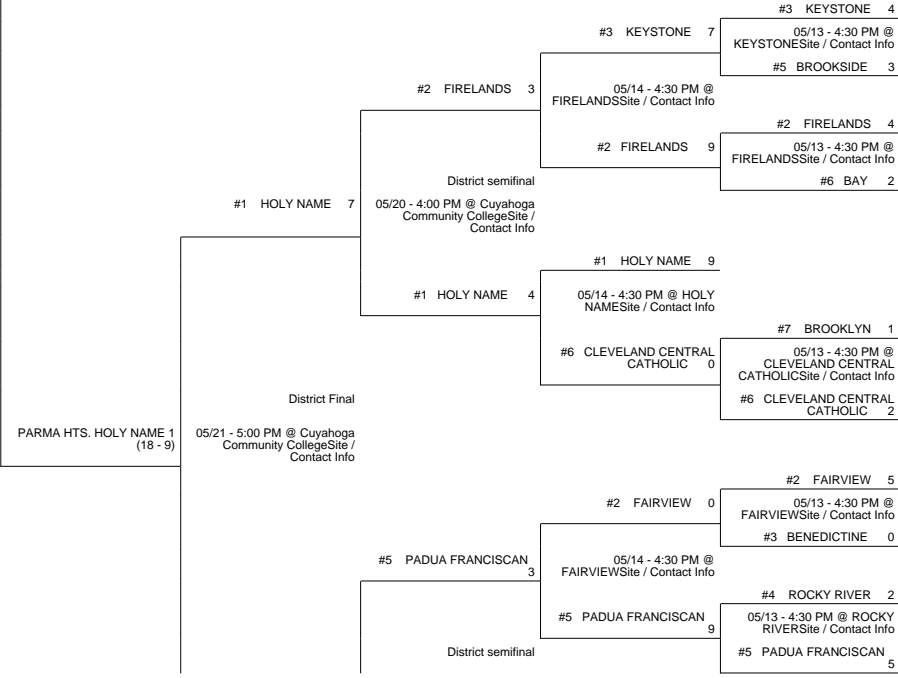 #3 KEYSTONE 4
#3 KEYSTONE 7
05/13 - 4:30 PM @
KEYSTONESite / Contact Info
#5 BROOKSIDE 3
#2 FIRELANDS 3
05/14 - 4:30 PM @
FIRELANDSSite / Contact Info
#2 FIRELANDS 4
#2 FIRELANDS 9
05/13 - 4:30 PM @
FIRELANDSSite / Contact Info
#6 BAY 2
District semifinal
#1 HOLY NAME 7
05/20 - 4:00 PM @ Cuyahoga
Community CollegeSite /
Contact Info
#1 HOLY NAME 9
#1 HOLY NAME 4
05/14 - 4:30 PM @ HOLY
NAMESite / Contact Info
#7 BROOKLYN 1
#6 CLEVELAND CENTRAL
CATHOLIC 0
05/13 - 4:30 PM @
CLEVELAND CENTRAL
CATHOLICSite / Contact Info
#6 CLEVELAND CENTRAL
CATHOLIC 2
District Final
PARMA HTS. HOLY NAME 1
(18 - 9)
05/21 - 5:00 PM @ Cuyahoga
Community CollegeSite /
Contact Info
#2 FAIRVIEW 5
#2 FAIRVIEW 0
05/13 - 4:30 PM @
FAIRVIEWSite / Contact Info
#3 BENEDICTINE 0
#5 PADUA FRANCISCAN
3
05/14 - 4:30 PM @
FAIRVIEWSite / Contact Info
#4 ROCKY RIVER 2
#5 PADUA FRANCISCAN
9
05/13 - 4:30 PM @ ROCKY
RIVERSite / Contact Info
District semifinal
#5 PADUA FRANCISCAN
5